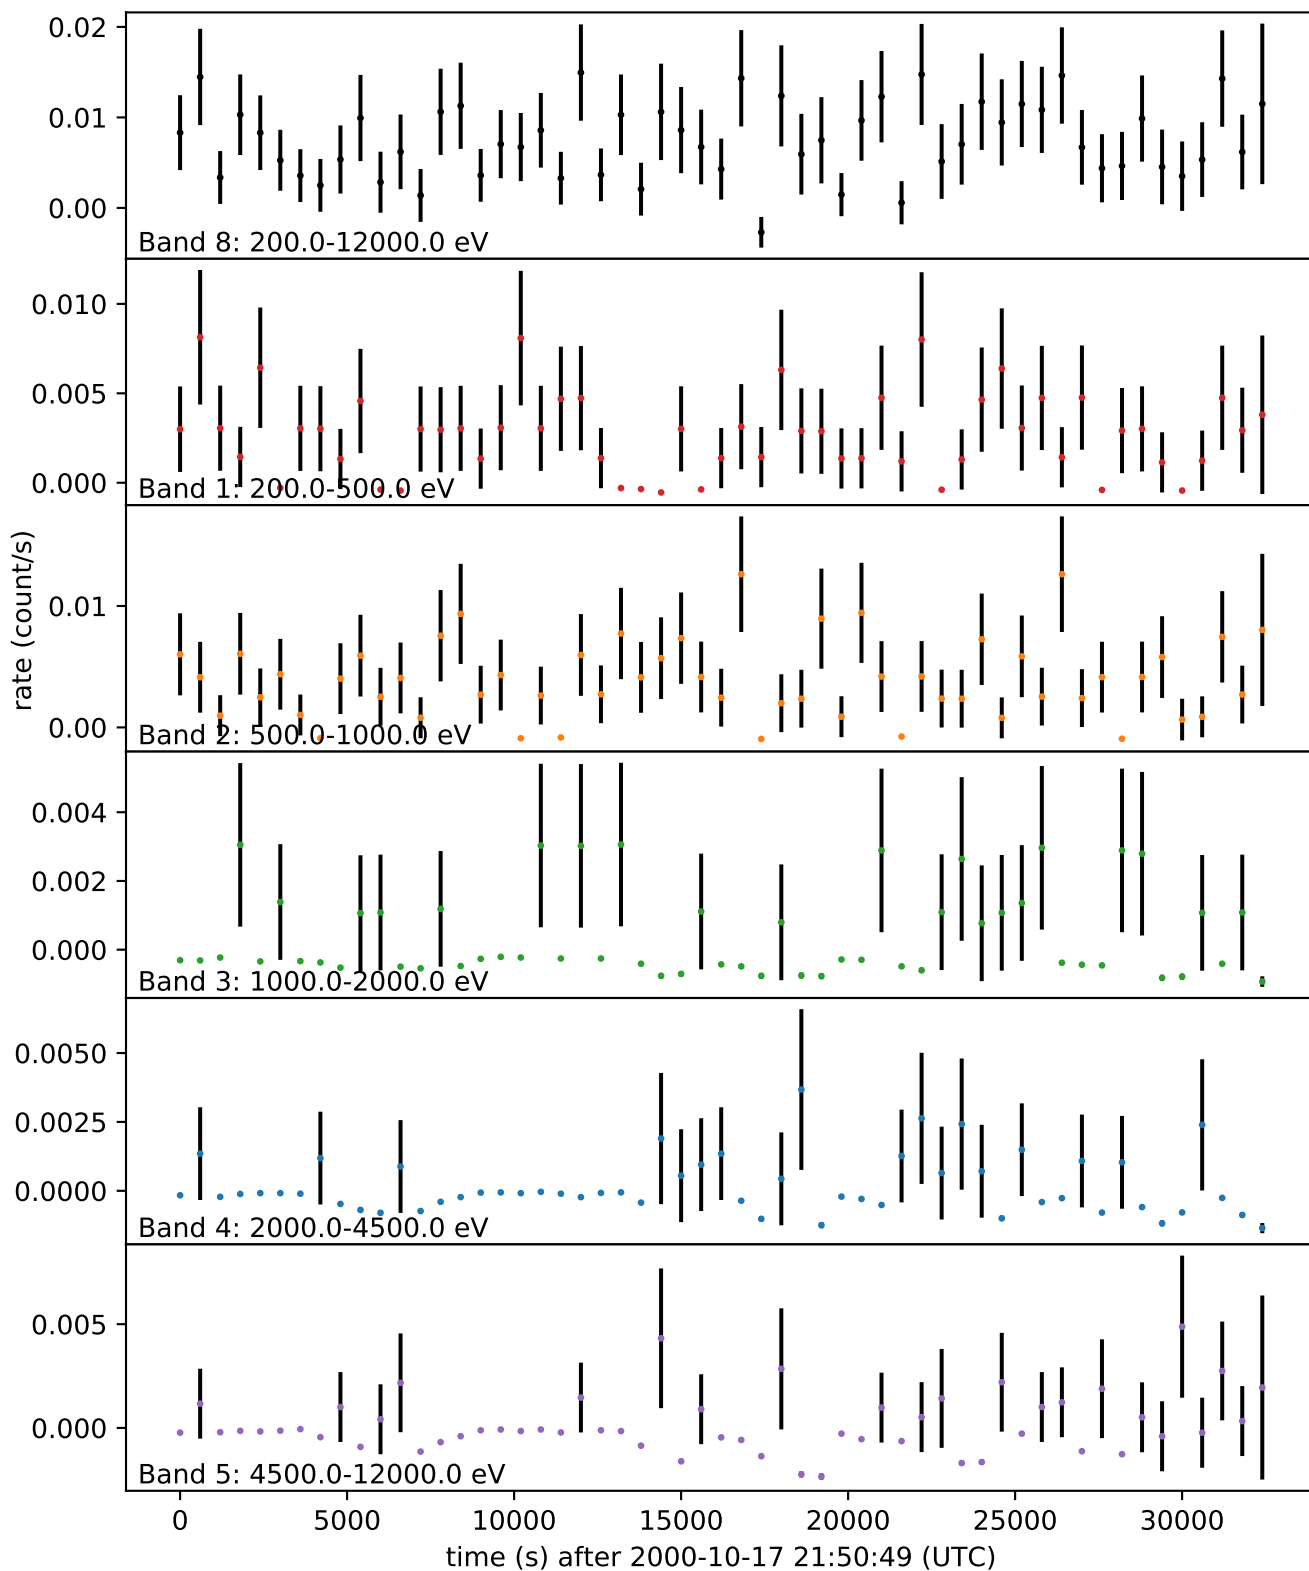 0.02
0.01
0.00
Band 8: 200.0-12000.0 eV
0.010
0.005
0.000
Band 1: 200.0-500.0 eV
rate (count/s)
0.01
0.00
Band 2: 500.0-1000.0 eV
0.004
0.002
0.000
Band 3: 1000.0-2000.0 eV
0.0050
0.0025
0.0000
Band 4: 2000.0-4500.0 eV
0.005
0.000
Band 5: 4500.0-12000.0 eV
0 5000 10000 15000 20000 25000 30000
time (s) after 2000-10-17 21:50:49 (UTC)